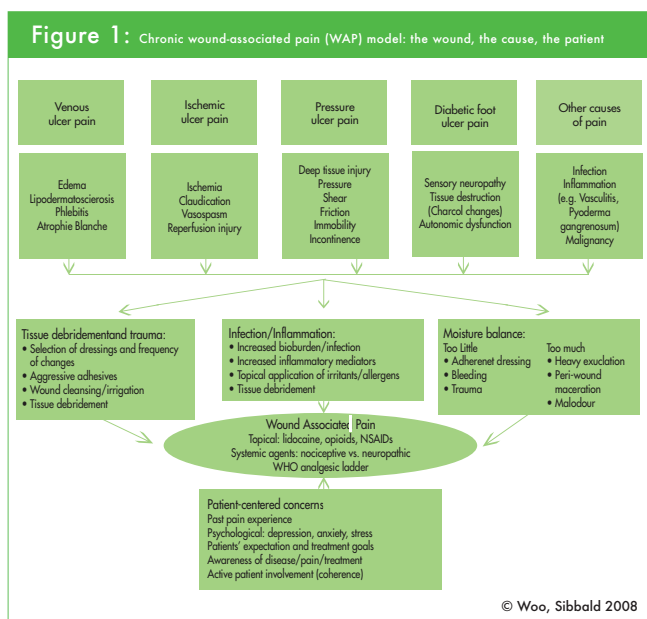 Figure 1: Chronic wound-associated pain (WAP) model: the wound, the cause, the patient
Venous
ulcer pain
Ischemic
ulcer pain
Pressure
ulcer pain
Diabetic foot
ulcer pain
Other causes
of pain
Edema
Lipodermatosclerosis
Phlebitis
Atrophie Blanche
Ischemia
Claudication
Vasospasm
Reperfusion injury
Deep tissue injury
Pressure
Shear
Friction
Immobility
Incontinence
Sensory neuropathy
Tissue destruction
(Charcol changes)
Autonomic dysfunction
Infection
Inflammation
(e.g. Vasculitis,
Pyoderma
gangrenosum)
Malignancy
Tissue debridementand trauma:
• Selection of dressings and frequency
of changes
• Aggressive adhesives
• Wound cleansing/irrigation
• Tissue debridement
Infection/Inflammation:
• Increased bioburden/infection
• Increased inflammatory mediators
• Topical application of irritants/allergens
• Tissue debridement
Moisture balance:
Too Little
• Adherenet dressing
• Bleeding
• Trauma
Too much
• Heavy exuclation
• Peri-wound
maceration
• Malodour
Wound Associated Pain
Topical: lidocaine, opioids, NSAIDs
Systemic agents: nociceptive vs. neuropathic
WHO analgesic ladder
Patient-centered concerns
Past pain experience
Psychological: depression, anxiety, stress
Patients' expectation and treatment goals
Awareness of disease/pain/treatment
Active patient involvement (coherence)
© Woo, Sibbald 2008